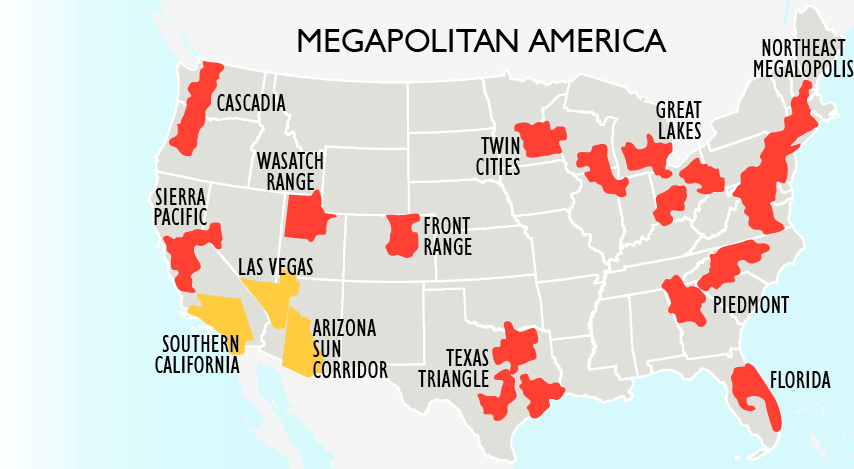 MEGAPOLITAN AMERICA
NORTHEAST
MEGALOPOLIS
CASCADIA
GREAT
LAKES
TWIN
CITIES
WASATCH
RANGE
SIERRA
PACIFIC
FRONT
RANGE
LAS VEGAS
PIEDMONT
ARIZONA
SUN
CORRIDOR
SOUTHERN
CALIFORNIA
TEXAS
TRIANGLE
FLORIDA